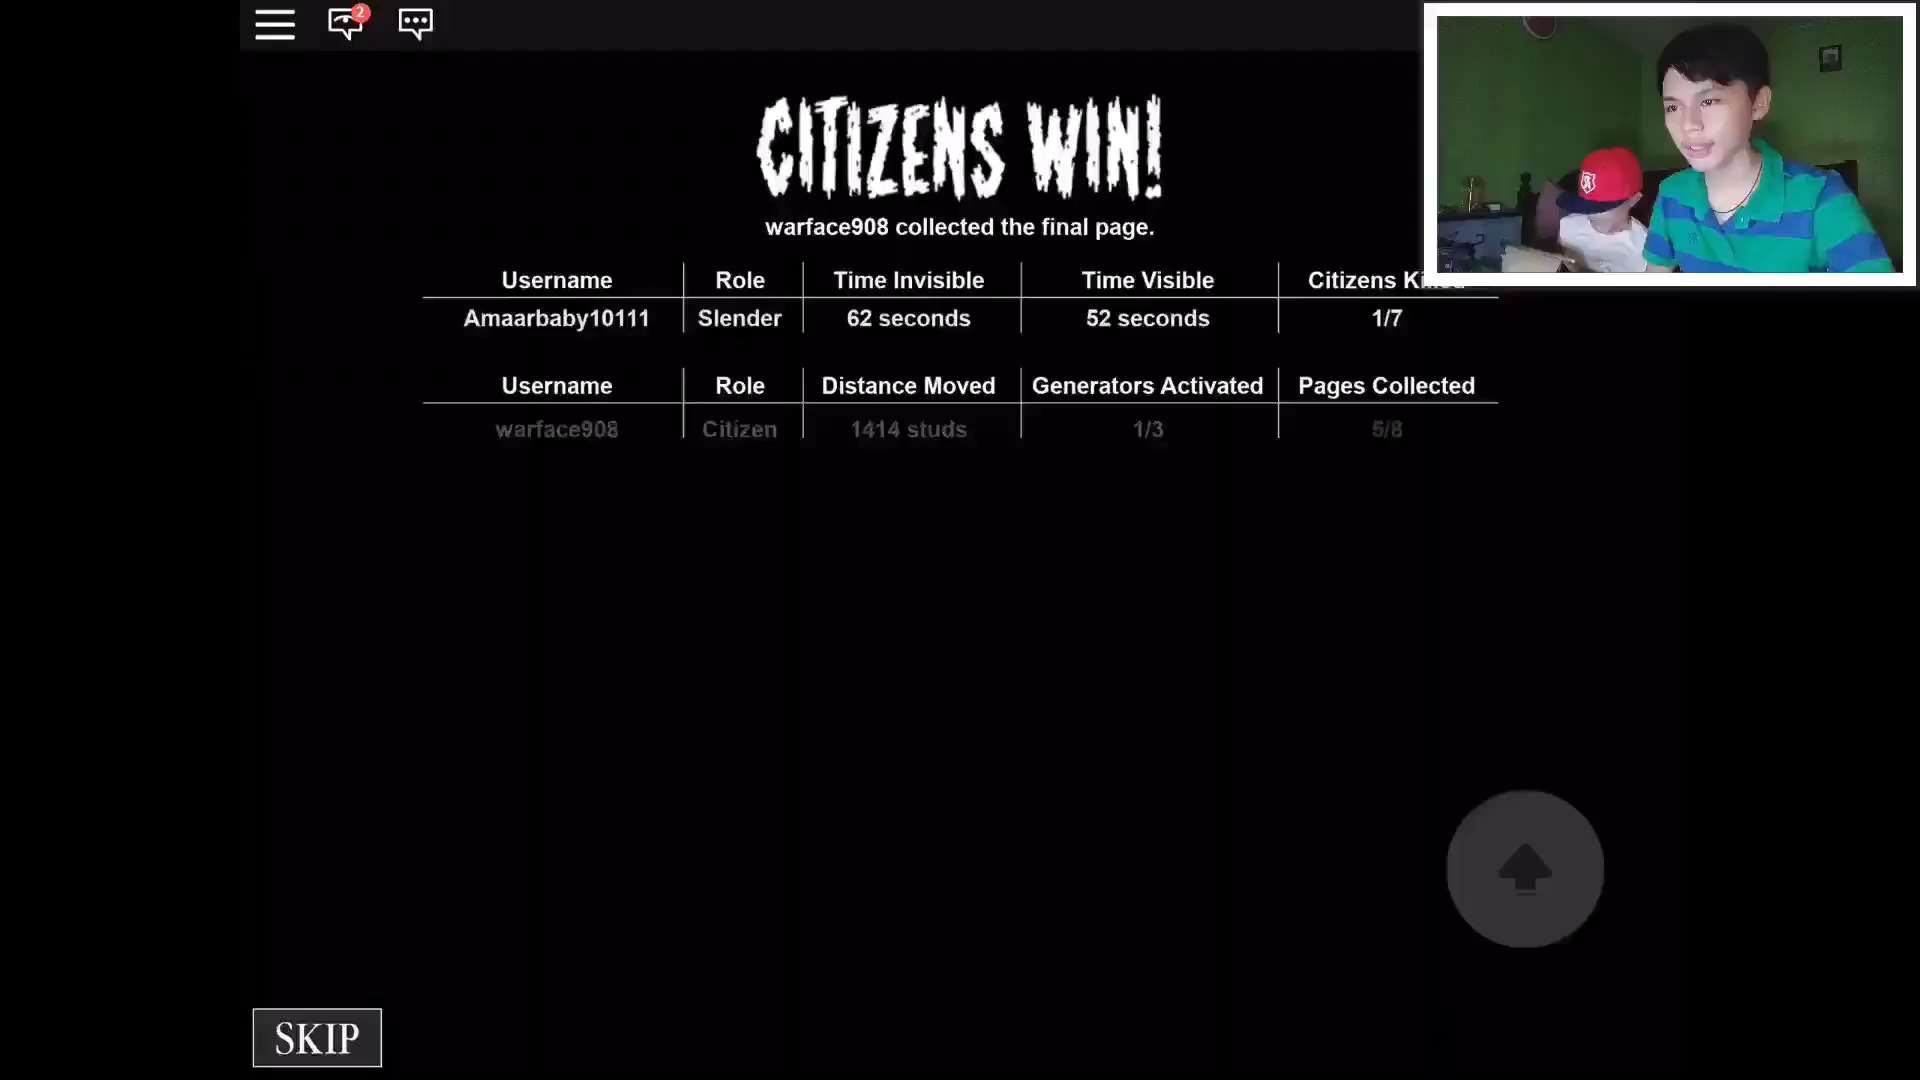 2
CITIZENS WIN!
warface908 collected the final page.
Username Role Time Invisible Time Visible Citizens
Amaarbaby10111 Slender 62 seconds 52 seconds 1/7
Username Role Distance Moved Generators Activated Pages Collected
warface908 Citizen 1414 studs 1/3 5/8
SKIP